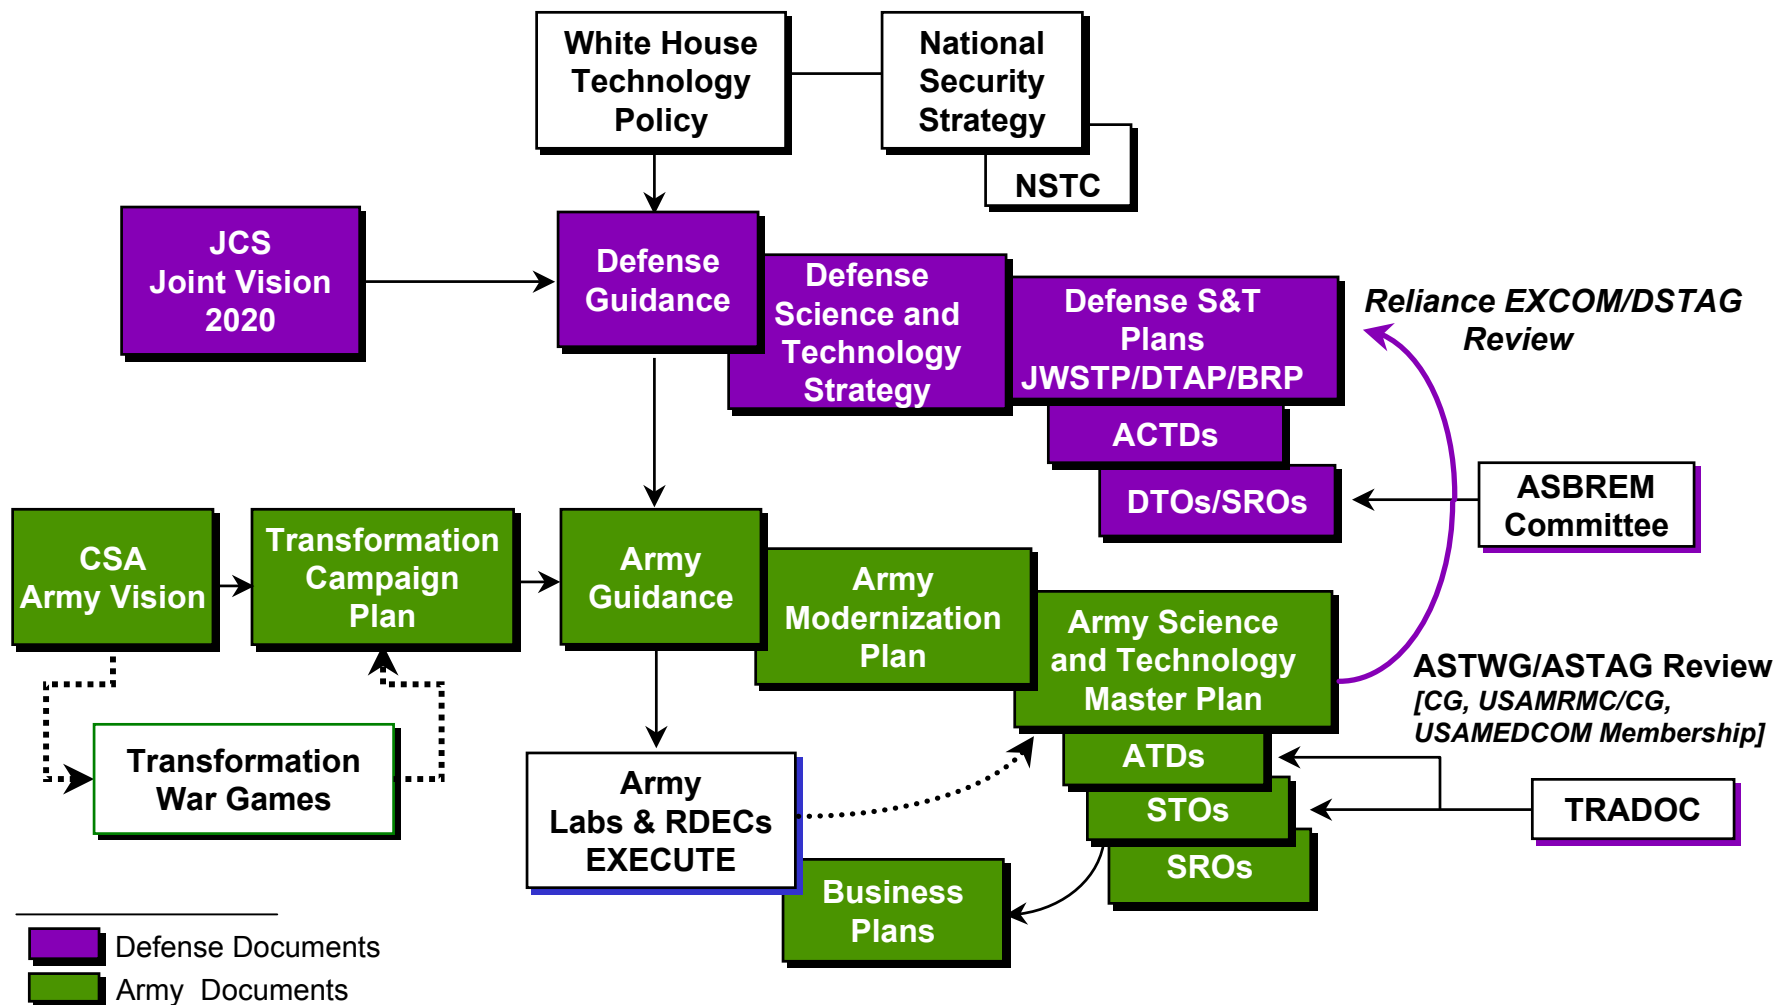 White House
Technology
Policy
National
Security
Strategy
NSTC
JCS
Joint Vision
2020
Defense
Guidance
Defense
Science and
Technology
Strategy
Defense S&T
Plans
JWSTP/DTAP/BRP
ACTDs
DTOs/SROs
Reliance EXCOM/DSTAG
Review
ASBREM
Committee
CSA
Army Vision
Transformation
Campaign
Plan
Army
Guidance
Army
Modernization
Plan
Army Science
and Technology
Master Plan
ASTWG/ASTAG Review
[CG, USAMRMC/CG,
USAMEDCOM Membership]
Transformation
War Games
Army
Labs & RDECs
EXECUTE
ATDs
STOs
SROs
TRADOC
Business
Plans
Defense Documents
Army Documents